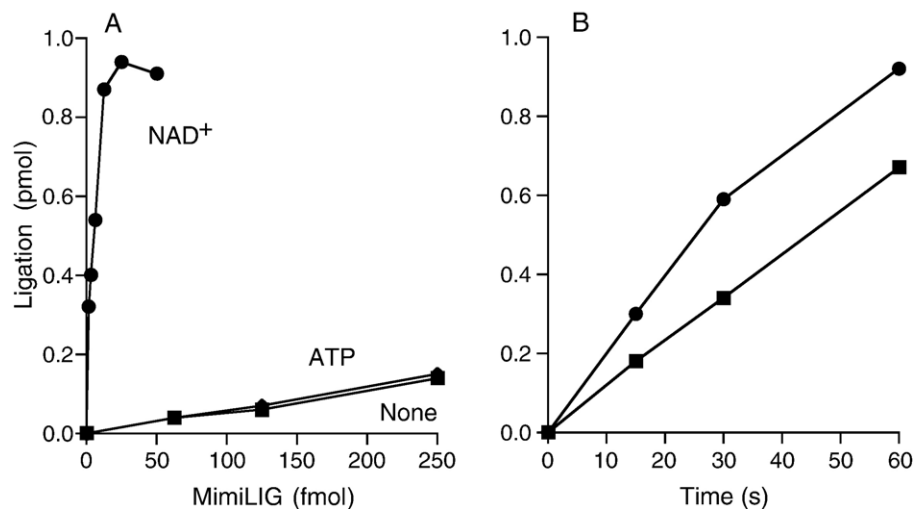 A
B
1.0
0.8
0.6
0.4
0.2
0.0
Ligation (pmol)
NAD+
ATP
None
0 50 100 150 200 250
MimiLIG (fmol)
1.0
0.8
0.6
0.4
0.2
0.0
0 10 20 30 40 50 60
Time (s)